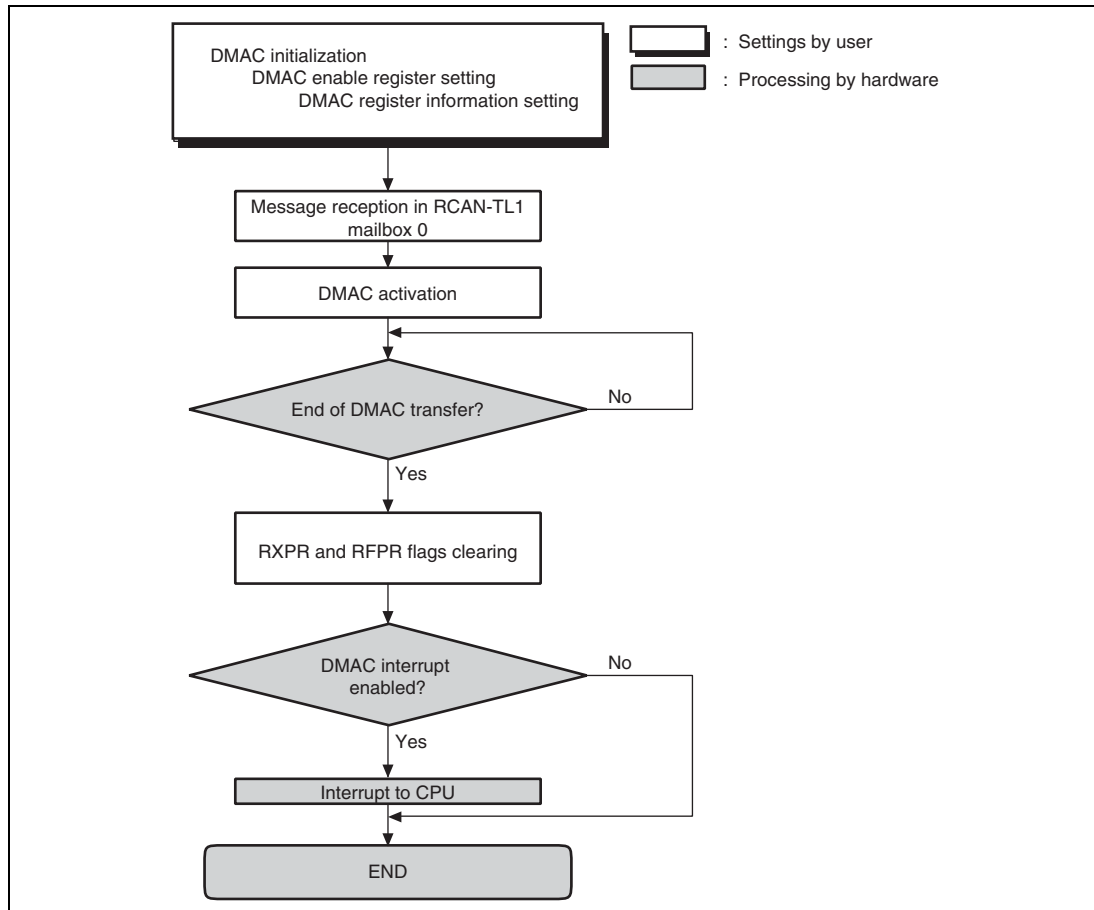 DMAC initialization
DMAC enable register setting
DMAC register information setting
: Settings by user
: Processing by hardware
Message reception in RCAN-TL1
mailbox 0
DMAC activation
End of DMAC transfer?
No
Yes
RXPR and RFPR flags clearing
DMAC interrupt
enabled?
No
Yes
Interrupt to CPU
END